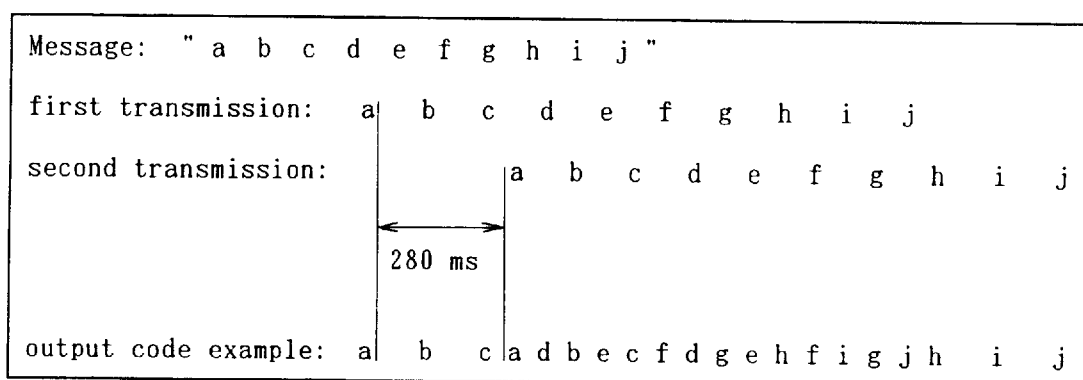 Message: " a b c d e f g h i j "
first transmission: a b c d e f g h i j
second transmission: a b c d e f g h i j
280 ms
output code example: a b c a d b e c f d g e h f i g j h i j